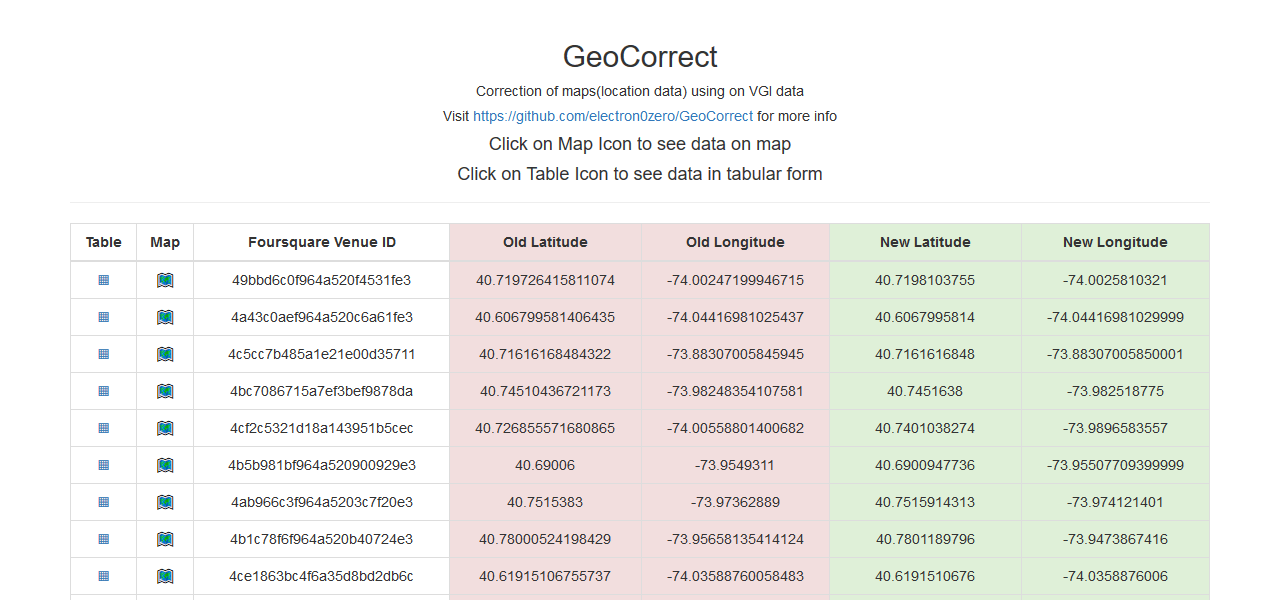 GeoCorrect
Correction of maps(location data) using on VGI data
Visit https://github.com/electron0zero/GeoCorrect for more info
Click on Map Icon to see data on map
Click on Table Icon to see data in tabular form
Table Map Foursquare Venue ID Old Latitude Old Longitude New Latitude New Longitude
49bbd6c0f964a520f4531fe3 40.719726415811074 -74.00247199946715 40.7198103755 -74.0025810321
4a43c0aef964a520c6a61fe3 40.606799581406435 -74.04416981025437 40.6067995814 -74.04416981029999
4c5cc7b485a1e21e00d35711 40.71616168484322 -73.88307005845945 40.7161616848 -73.88307005850001
4bc7086715a7ef3bef9878da 40.74510436721173 -73.98248354107581 40.7451638 -73.982518775
4cf2c5321d18a143951b5cec 40.726855571680865 -74.00558801400682 40.7401038274 -73.9896583557
4b5b981bf964a520900929e3 40.69006 -73.9549311 40.6900947736 -73.95507709399999
4ab966c3f964a5203c7f20e3 40.7515383 -73.97362889 40.7515914313 -73.974121401
4b1c78f6f964a520b40724e3 40.78000524198429 -73.95658135414124 40.7801189796 -73.9473867416
4ce1863bc4f6a35d8bd2db6c 40.61915106755737 -74.03588760058483 40.6191510676 -74.0358876006